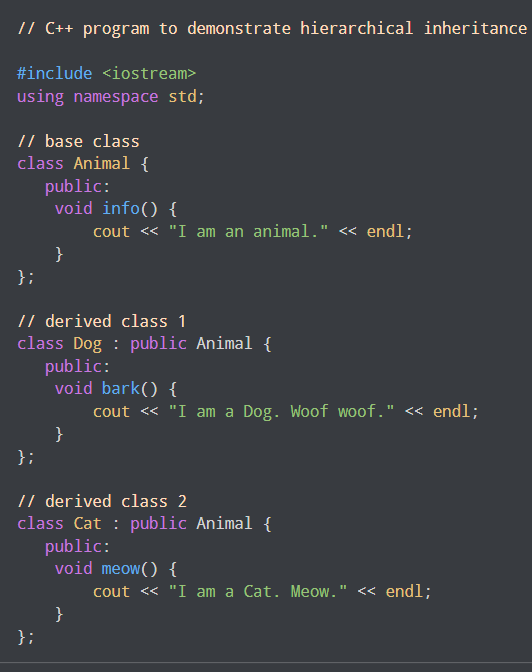 // C++ program to demonstrate hierarchical inheritance
#include <iostream>
using namespace std;
// base class
class Animal {
public:
void info() {
cout << "I am an animal." << endl;
}
};
// derived class 1
class Dog : public Animal {
public:
void bark() {
cout << "I am a Dog. Woof woof." << endl;
}
};
// derived class 2
class Cat : public Animal {
public:
void meow() {
cout << "I am a Cat. Meow." << endl;
}
};